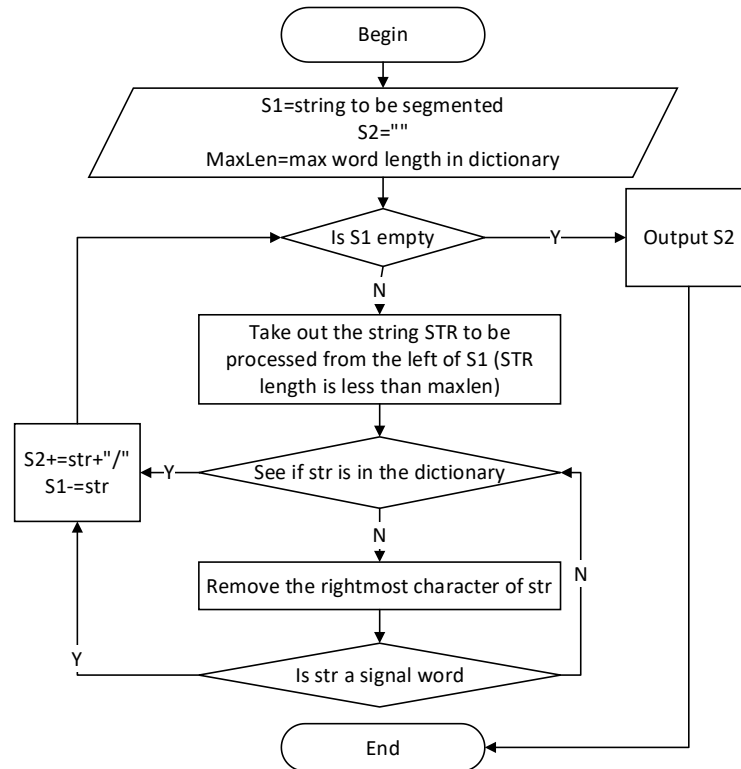 Begin
S1=string to be segmented
S2=""
MaxLen=max word length in dictionary
Is S1 empty
Y
Output S2
N
Take out the string STR to be
processed from the left of S1 (STR
length is less than maxlen)
S2+=str+"/"
S1-=str
Y
See if str is in the dictionary
N
Remove the rightmost character of str
N
Y
Is str a signal word
End